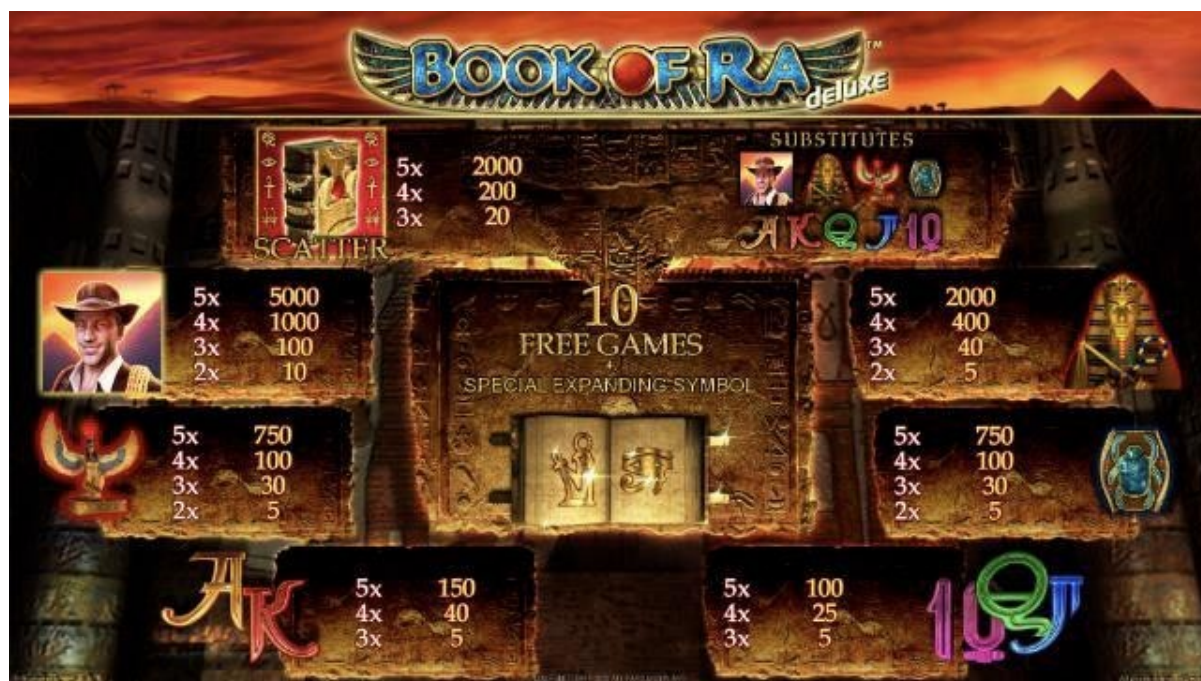 BOOK OF RA™
deluxe
SUBSTITUTES
5x 2000
4x 200
3x 20
SCATTER
A K Q J 10
5x 5000
4x 1000
3x 100
2x 10
10
FREE GAMES
+
SPECIAL EXPANDING SYMBOL
5x 2000
4x 400
3x 40
2x 5
5x 750
4x 100
3x 30
2x 5
5x 750
4x 100
3x 30
2x 5
A K
5x 150
4x 40
3x 5
5x 100
4x 25
3x 5
10 Q J